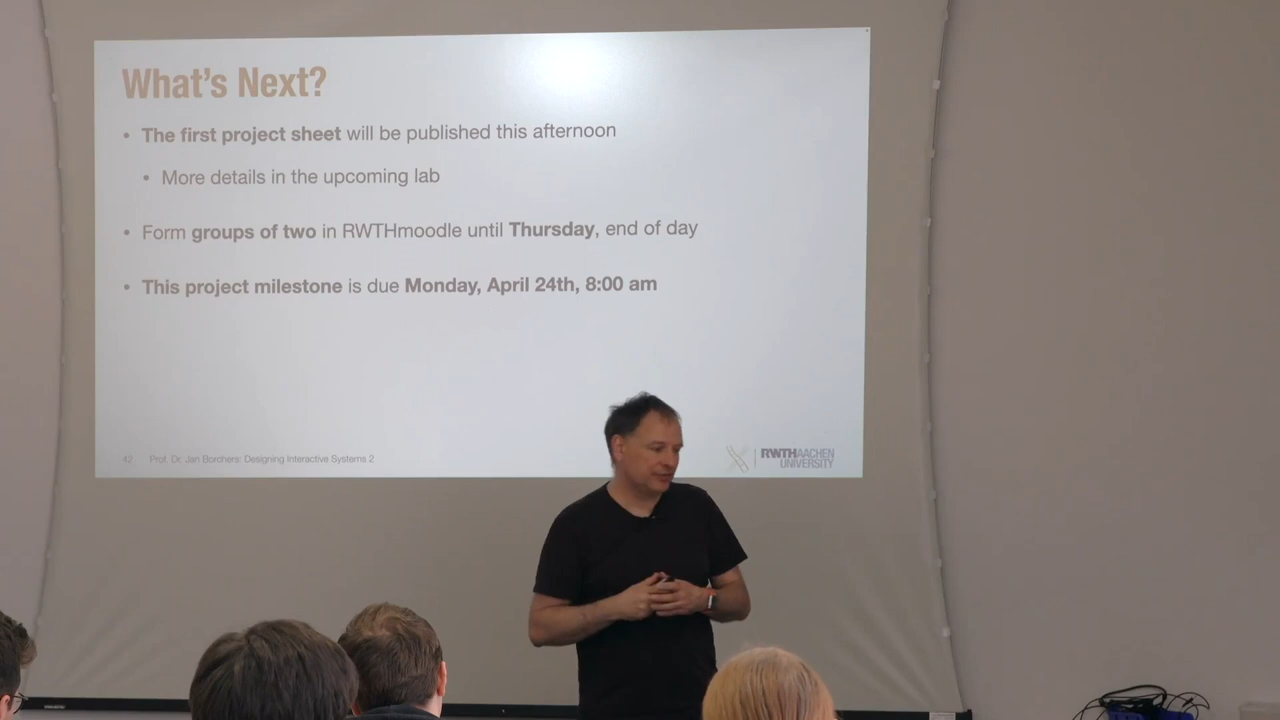 What's Next?
• The first project sheet will be published this afternoon
• More details in the upcoming lab
• Form groups of two in RWTHmoodle until Thursday, end of day
• This project milestone is due Monday, April 24th, 8:00 am
42 Prof. Dr. Jan Borchers: Designing Interactive Systems 2
RWTHAACHEN
UNIVERSITY